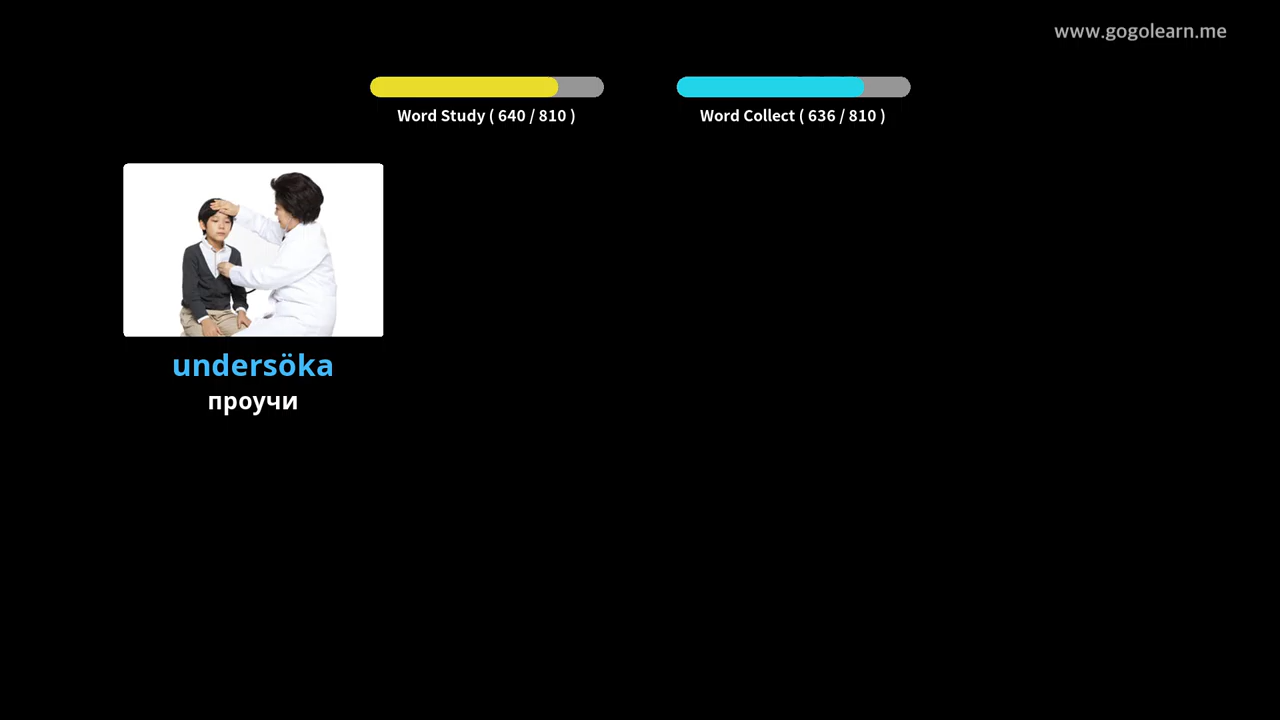 www.gogolearn.me
Word Study ( 640 / 810 )
Word Collect ( 636 / 810 )
undersöka
проучи